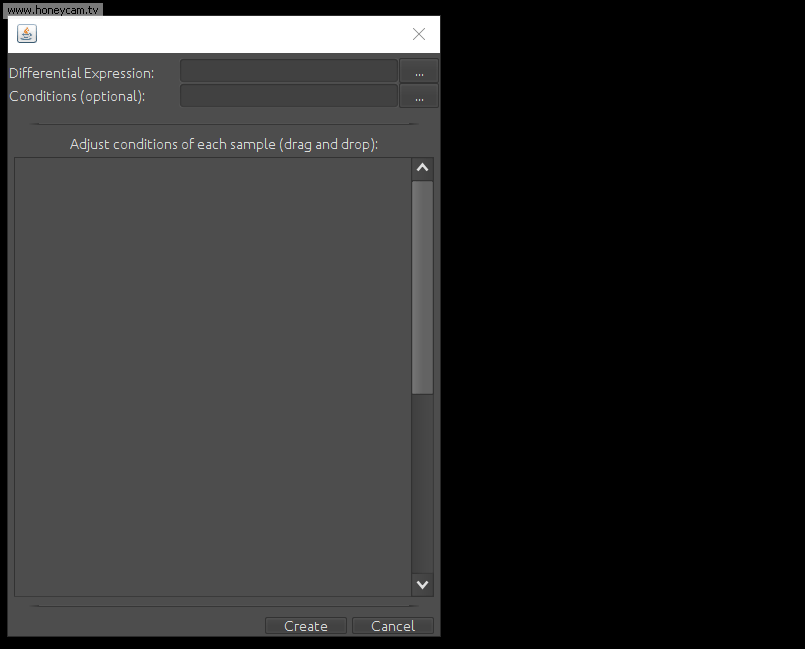 www.honeycam.tv
Differential Expression:
...
Conditions (optional):
...
Adjust conditions of each sample (drag and drop):
Create
Cancel